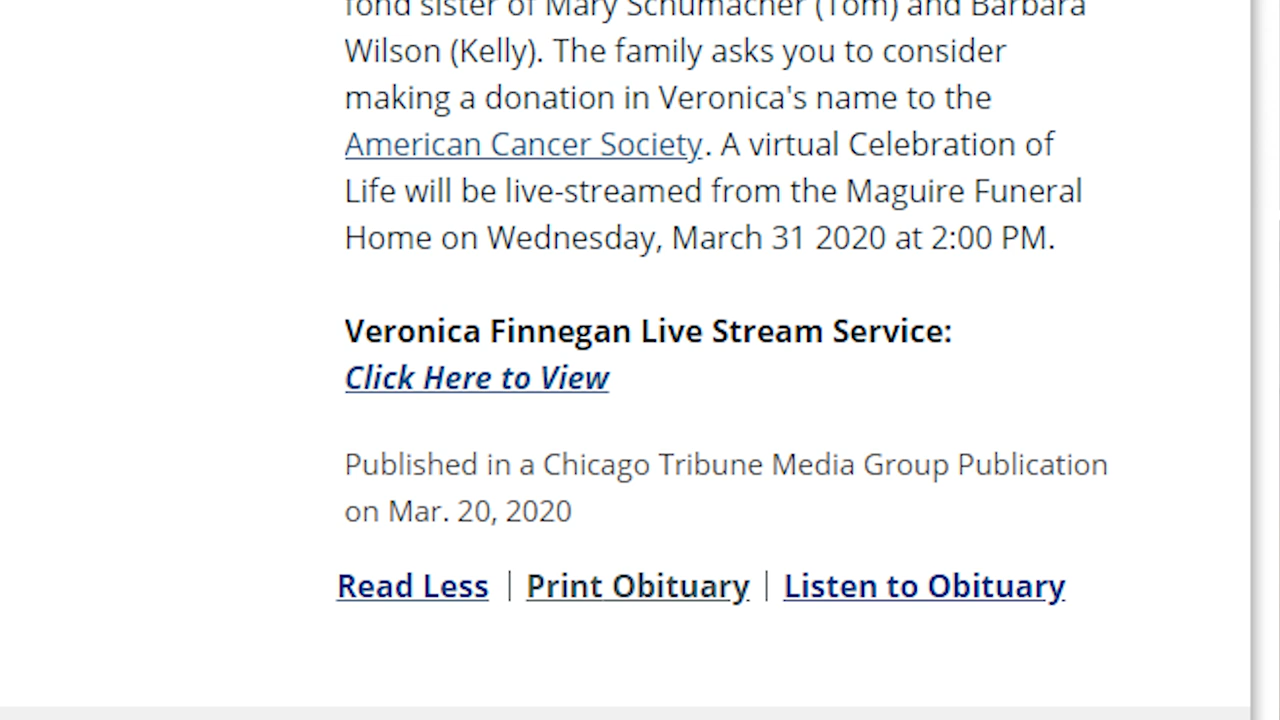 fond sister of Mary Schumacher (Tom) and Barbara
Wilson (Kelly). The family asks you to consider
making a donation in Veronica's name to the
American Cancer Society. A virtual Celebration of
Life will be live-streamed from the Maguire Funeral
Home on Wednesday, March 31 2020 at 2:00 PM.
Veronica Finnegan Live Stream Service:
Click Here to View
Published in a Chicago Tribune Media Group Publication
on Mar. 20, 2020
Read Less | Print Obituary | Listen to Obituary